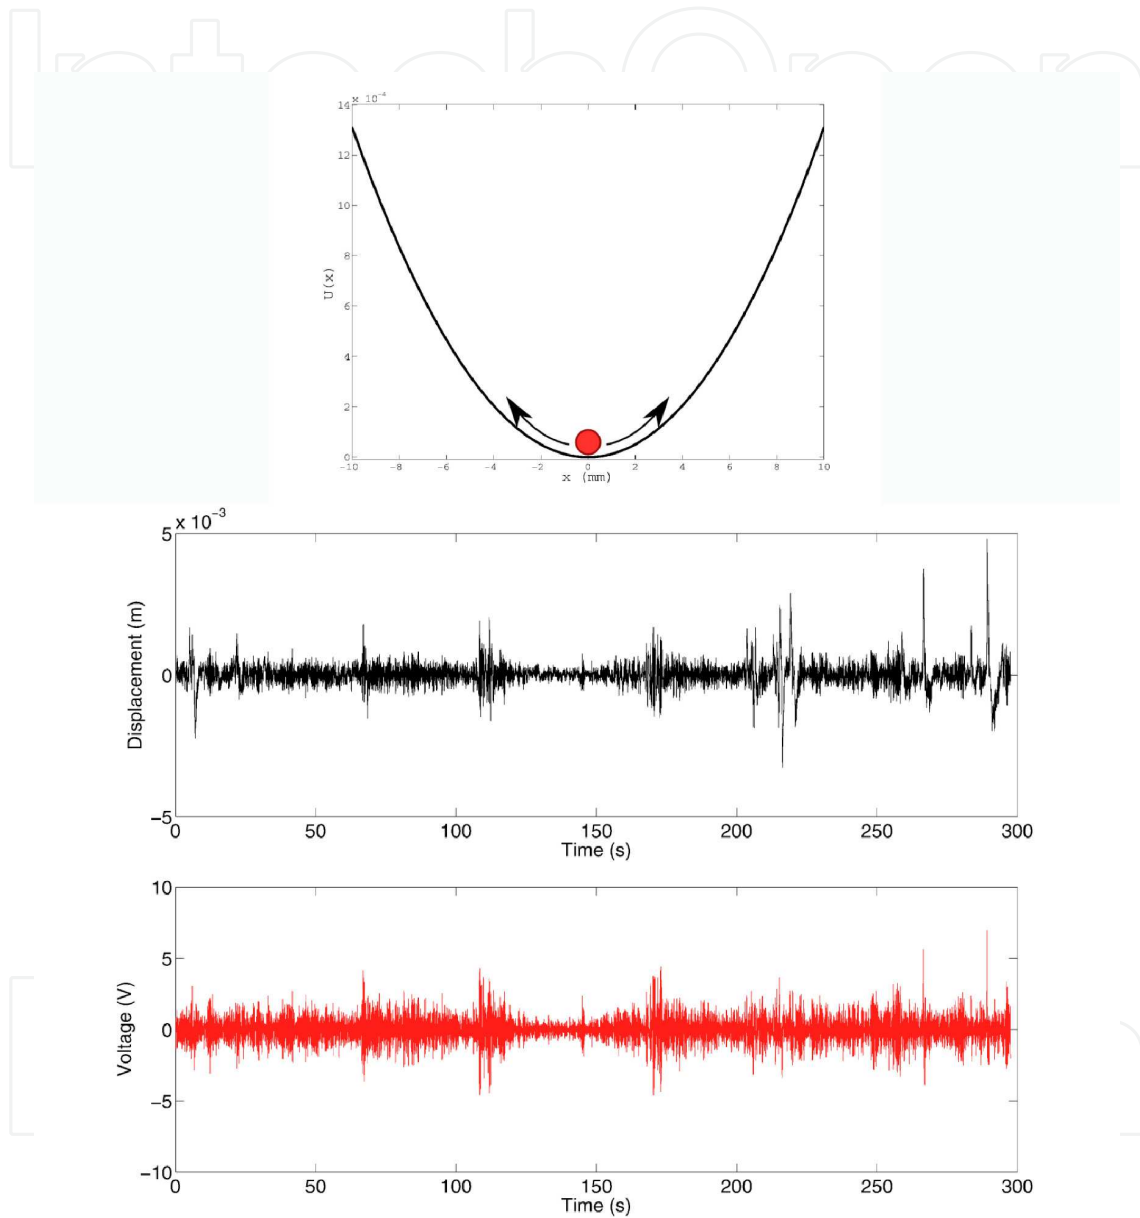 IntechOpen
x 10⁻⁴
14
12
10
8
6
4
2
0
U(x)
-10 -8 -6 -4 -2 0 2 4 6 8 10
x (mm)
x 10⁻³
5
0
-5
Displacement (m)
0 50 100 150 200 250 300
Time (s)
10
5
0
-5
-10
Voltage (V)
0 50 100 150 200 250 300
Time (s)